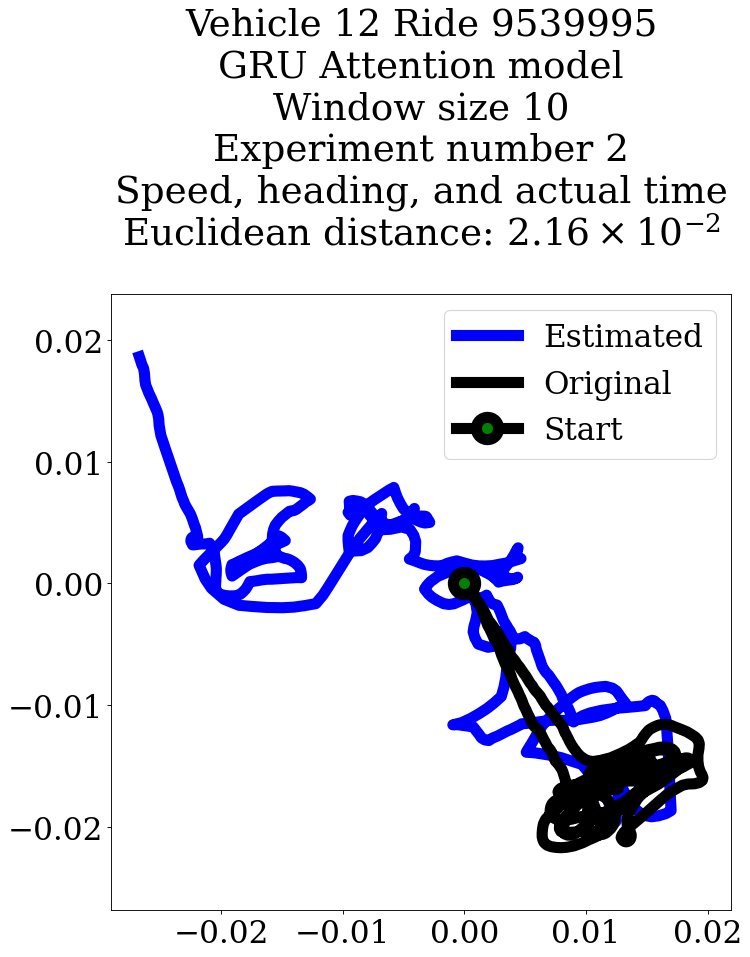 Vehicle 12 Ride 9539995
GRU Attention model
Window size 10
Experiment number 2
Speed, heading, and actual time
Euclidean distance: 2.16 × 10⁻²
Estimated
Original
Start
0.02
0.01
0.00
−0.01
−0.02
−0.02 −0.01 0.00 0.01 0.02